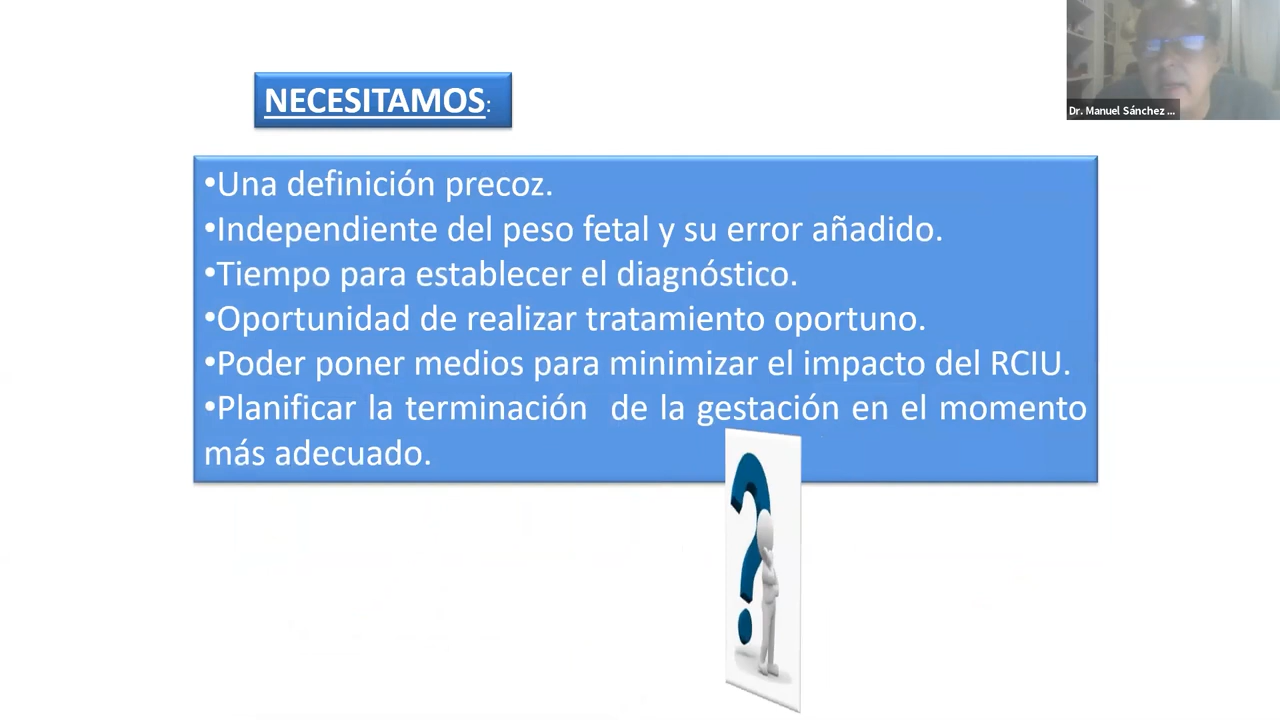 Dr. Manuel Sánchez ...
NECESITAMOS:
•Una definición precoz.
•Independiente del peso fetal y su error añadido.
•Tiempo para establecer el diagnóstico.
•Oportunidad de realizar tratamiento oportuno.
•Poder poner medios para minimizar el impacto del RCIU.
•Planificar la terminación  de la gestación en el momento
más adecuado.